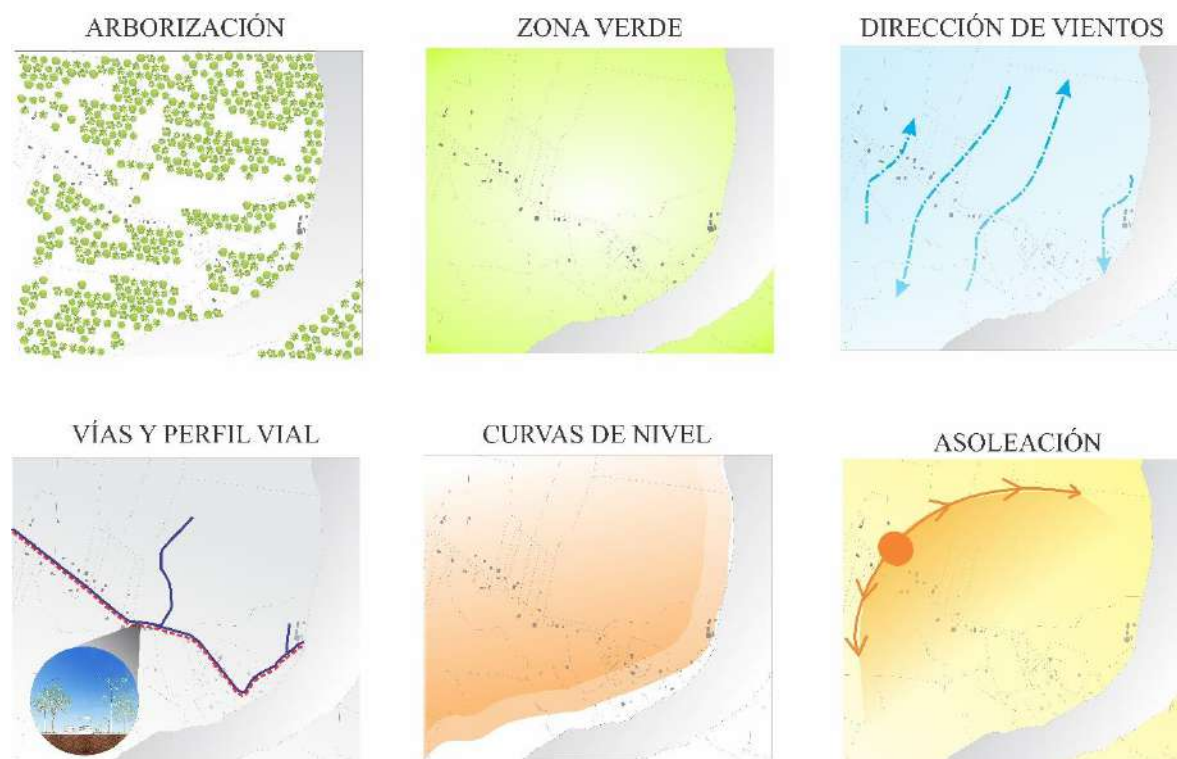 ARBORIZACIÓN
ZONA VERDE
DIRECCIÓN DE VIENTOS
VÍAS Y PERFIL VIAL
CURVAS DE NIVEL
ASOLEACIÓN